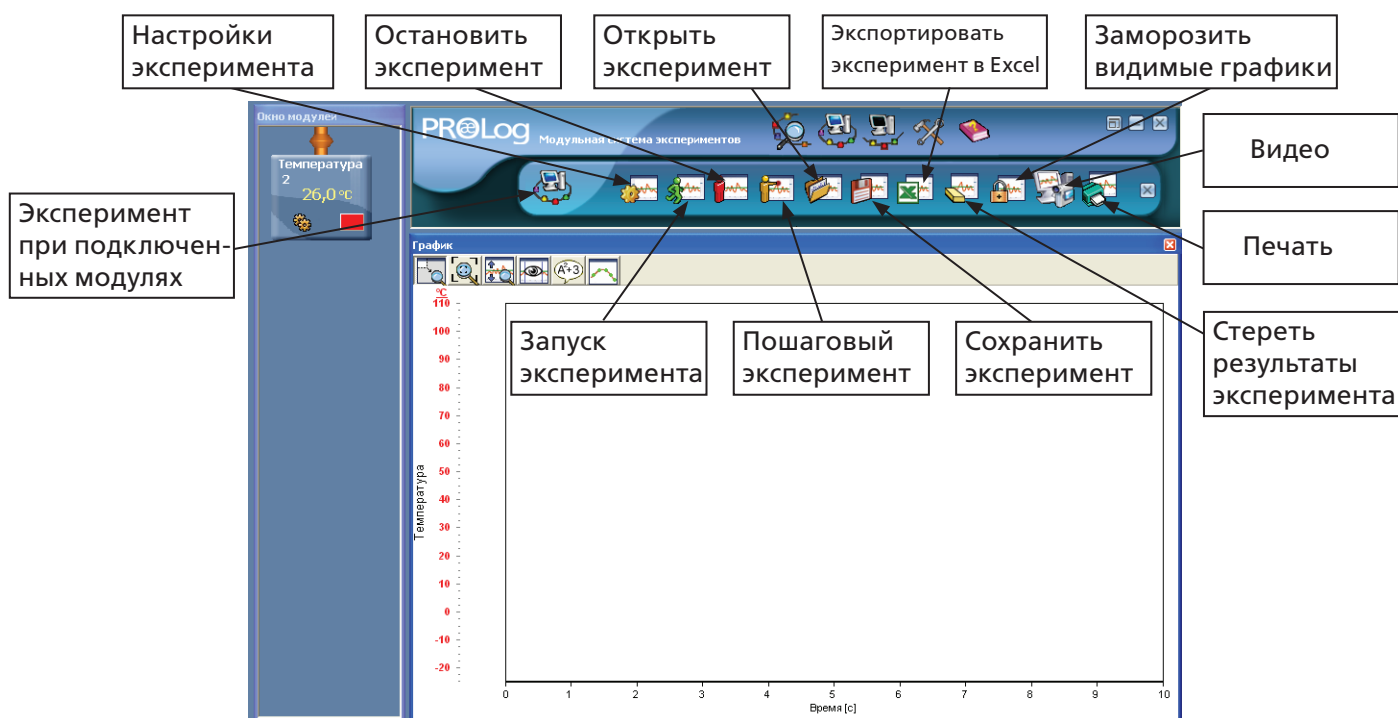 Настройки
эксперимента
Остановить
эксперимент
Открыть
эксперимент
Экспортировать
эксперимент в Excel
Заморозить
видимые графики
Окно модулей
PROLog Модульная система экспериментов
Видео
Температура
2
26,0 °C
Эксперимент
при подключен-
ных модулях
Печать
График
A²+3
°C
110
100
90
80
70
60
50
40
30
20
10
0
-10
-20
Температура
Запуск
эксперимента
Пошаговый
эксперимент
Сохранить
эксперимент
Стереть
результаты
эксперимента
0 1 2 3 4 5 6 7 8 9 10
Время [с]